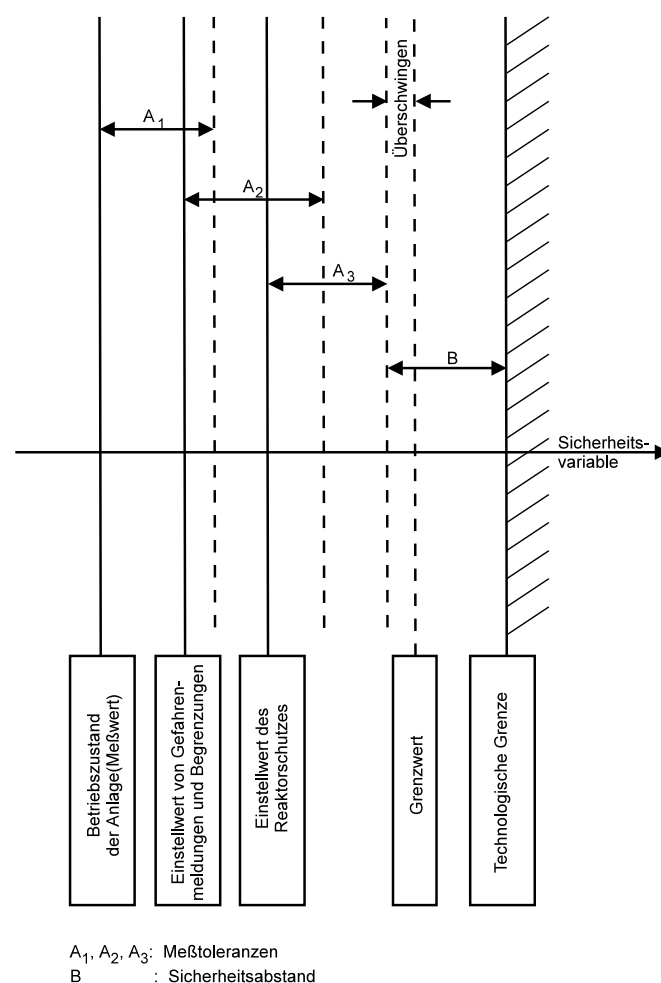 Überschwingen
A1
A2
A3
B
Sicherheits-
variable
Betriebszustand
der Anlage(Meßwert)
Einstellwert von Gefahren-
meldungen und Begrenzungen
Einstellwert des
Reaktorschutzes
Grenzwert
Technologische Grenze
A1, A2, A3: Meßtoleranzen
B : Sicherheitsabstand